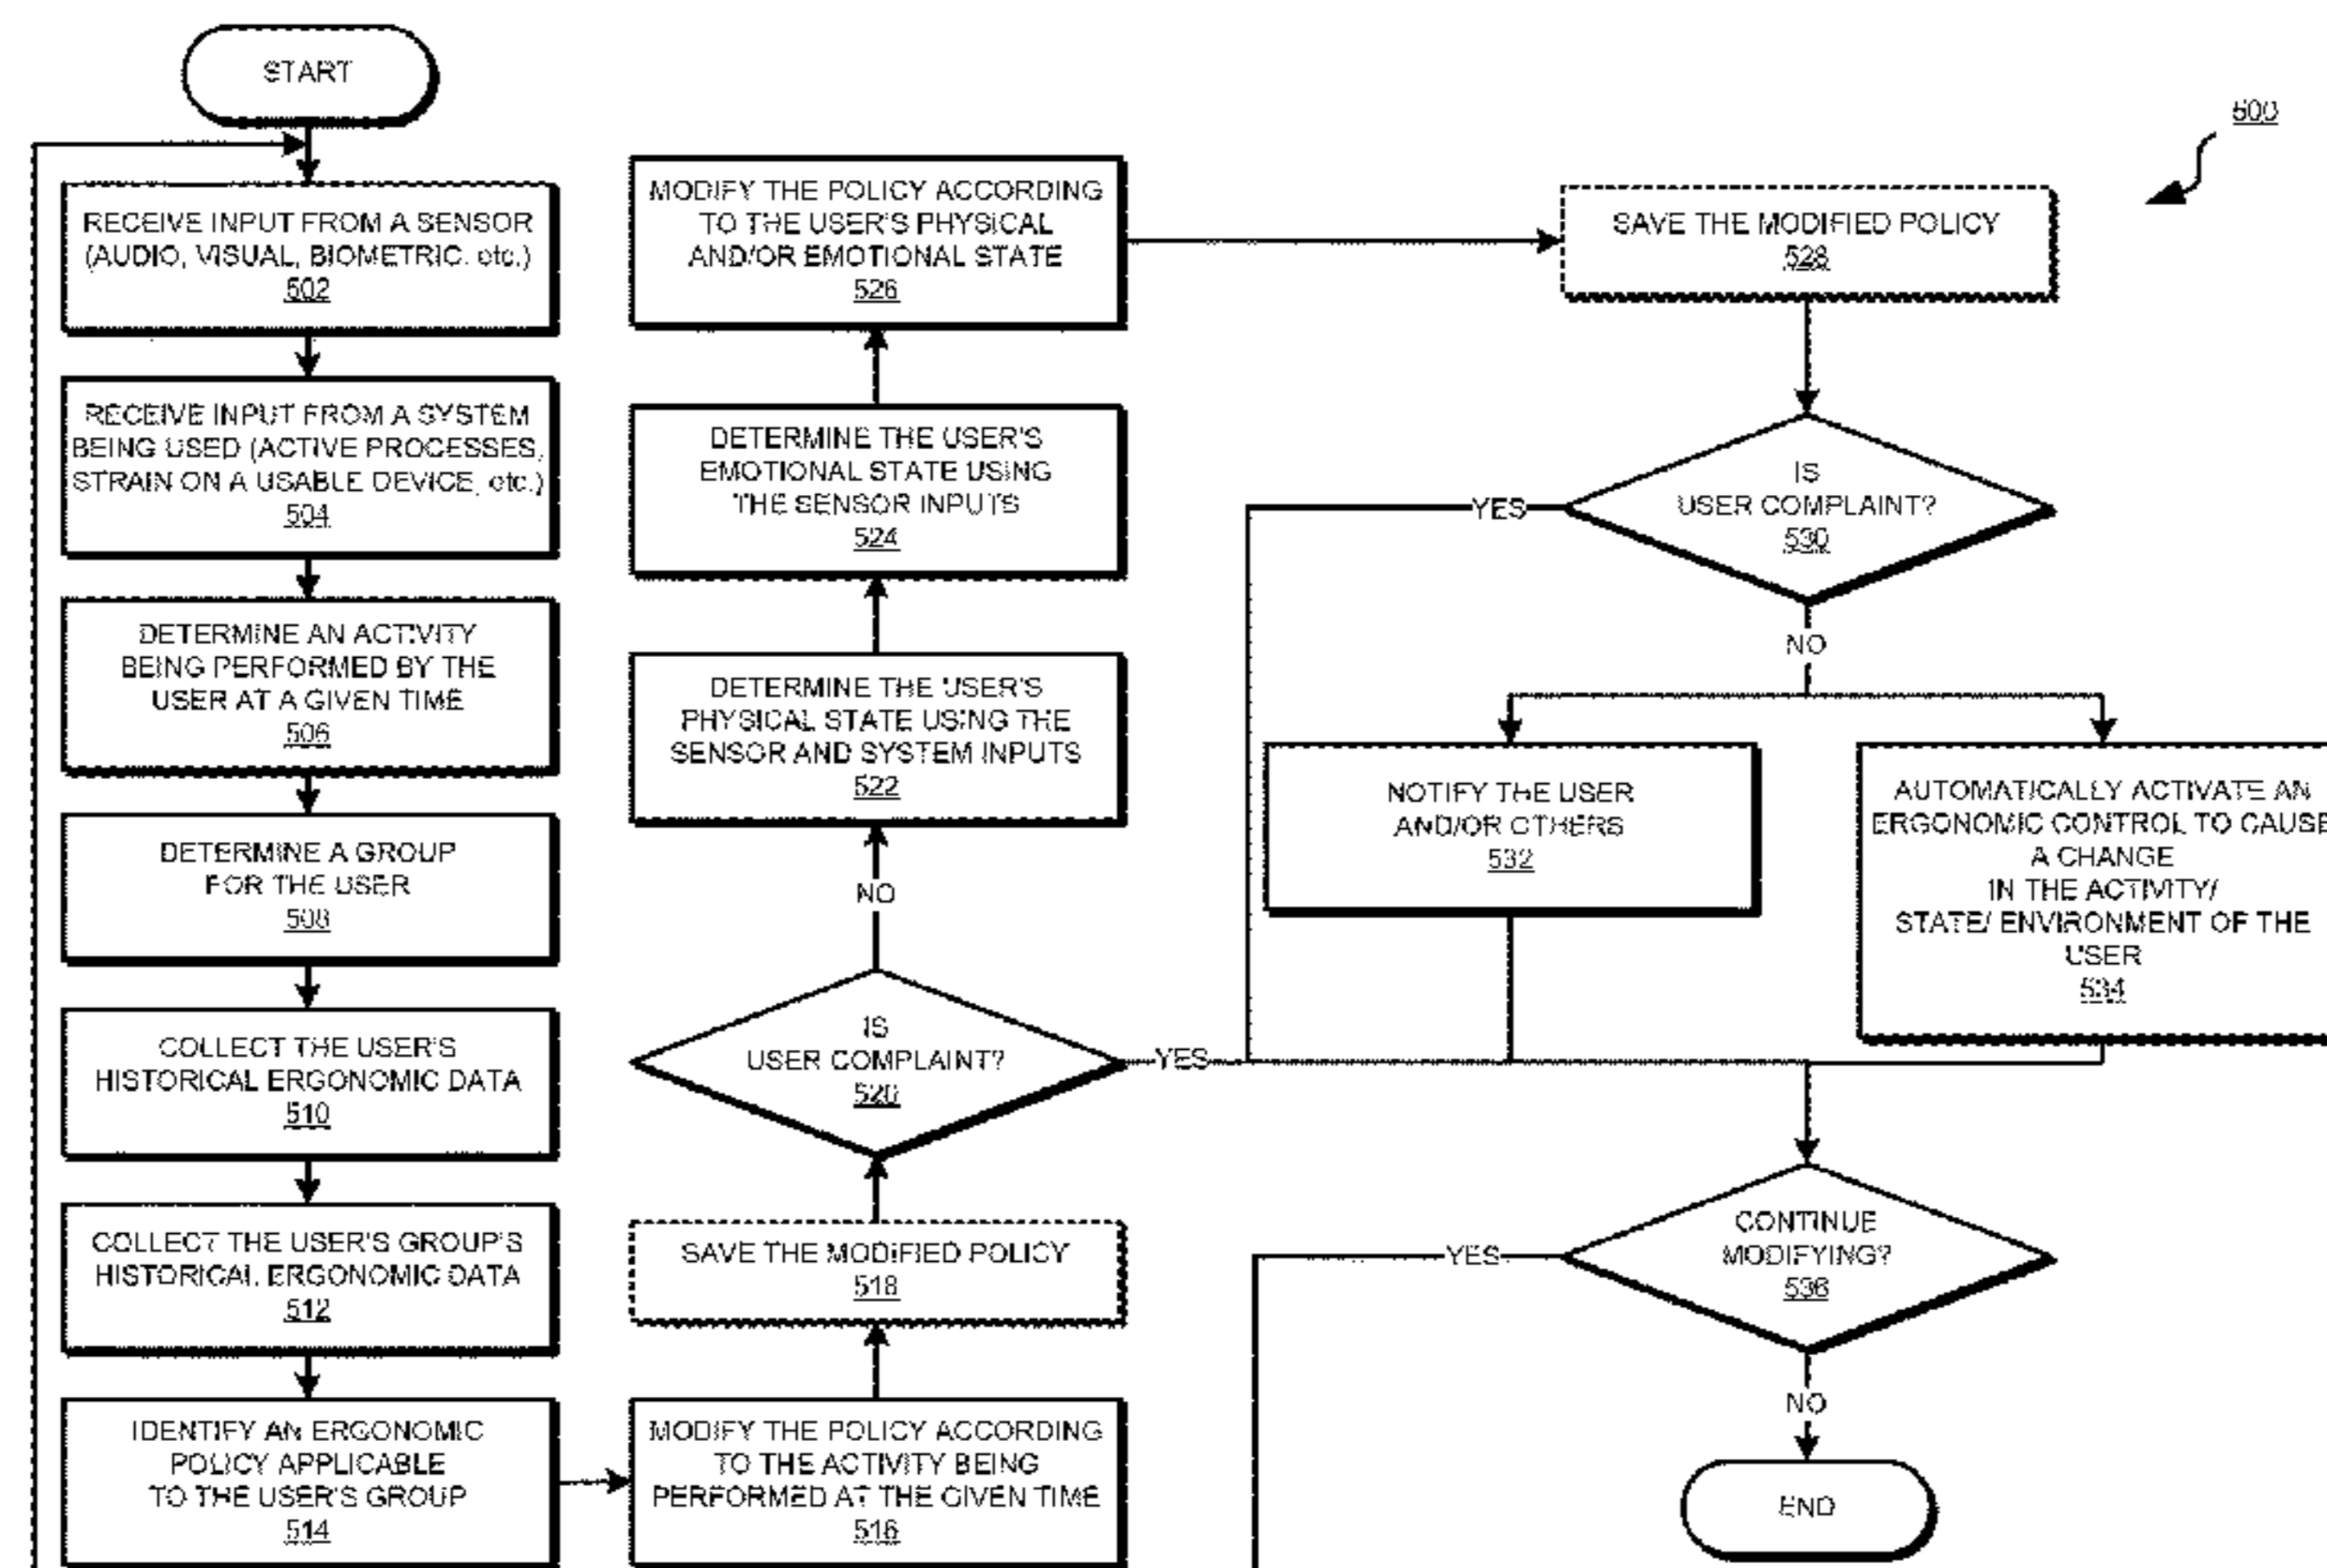 START
RECEIVE INPUT FROM A SENSOR
(AUDIO, VISUAL, BIOMETRIC. etc.)
502
RECEIVE INPUT FROM A SYSTEM
BEING USED (ACTIVE PROCESSES,
STRAIN ON A USABLE DEVICE, etc.)
504
DETERMINE AN ACTIVITY
BEING PERFORMED BY THE
USER AT A GIVEN TIME
506
DETERMINE A GROUP
FOR THE USER
508
COLLECT THE USER'S
HISTORICAL ERGONOMIC DATA
510
COLLECT THE USER'S GROUP'S
HISTORICAL ERGONOMIC DATA
512
IDENTIFY AN ERGONOMIC
POLICY APPLICABLE
TO THE USER'S GROUP
514
MODIFY THE POLICY ACCORDING
TO THE ACTIVITY BEING
PERFORMED AT THE GIVEN TIME
516
SAVE THE MODIFIED POLICY
518
IS
USER COMPLAINT?
520
YES
NO
DETERMINE THE USER'S
PHYSICAL STATE USING THE
SENSOR AND SYSTEM INPUTS
522
DETERMINE THE USER'S
EMOTIONAL STATE USING
THE SENSOR INPUTS
524
MODIFY THE POLICY ACCORDING
TO THE USER'S PHYSICAL
AND/OR EMOTIONAL STATE
526
SAVE THE MODIFIED POLICY
528
500
IS
USER COMPLAINT?
530
YES
NO
NOTIFY THE USER
AND/OR OTHERS
532
AUTOMATICALLY ACTIVATE AN
ERGONOMIC CONTROL TO CAUSE
A CHANGE
IN THE ACTIVITY/
STATE/ ENVIRONMENT OF THE
USER
534
CONTINUE
MODIFYING?
536
YES
NO
END